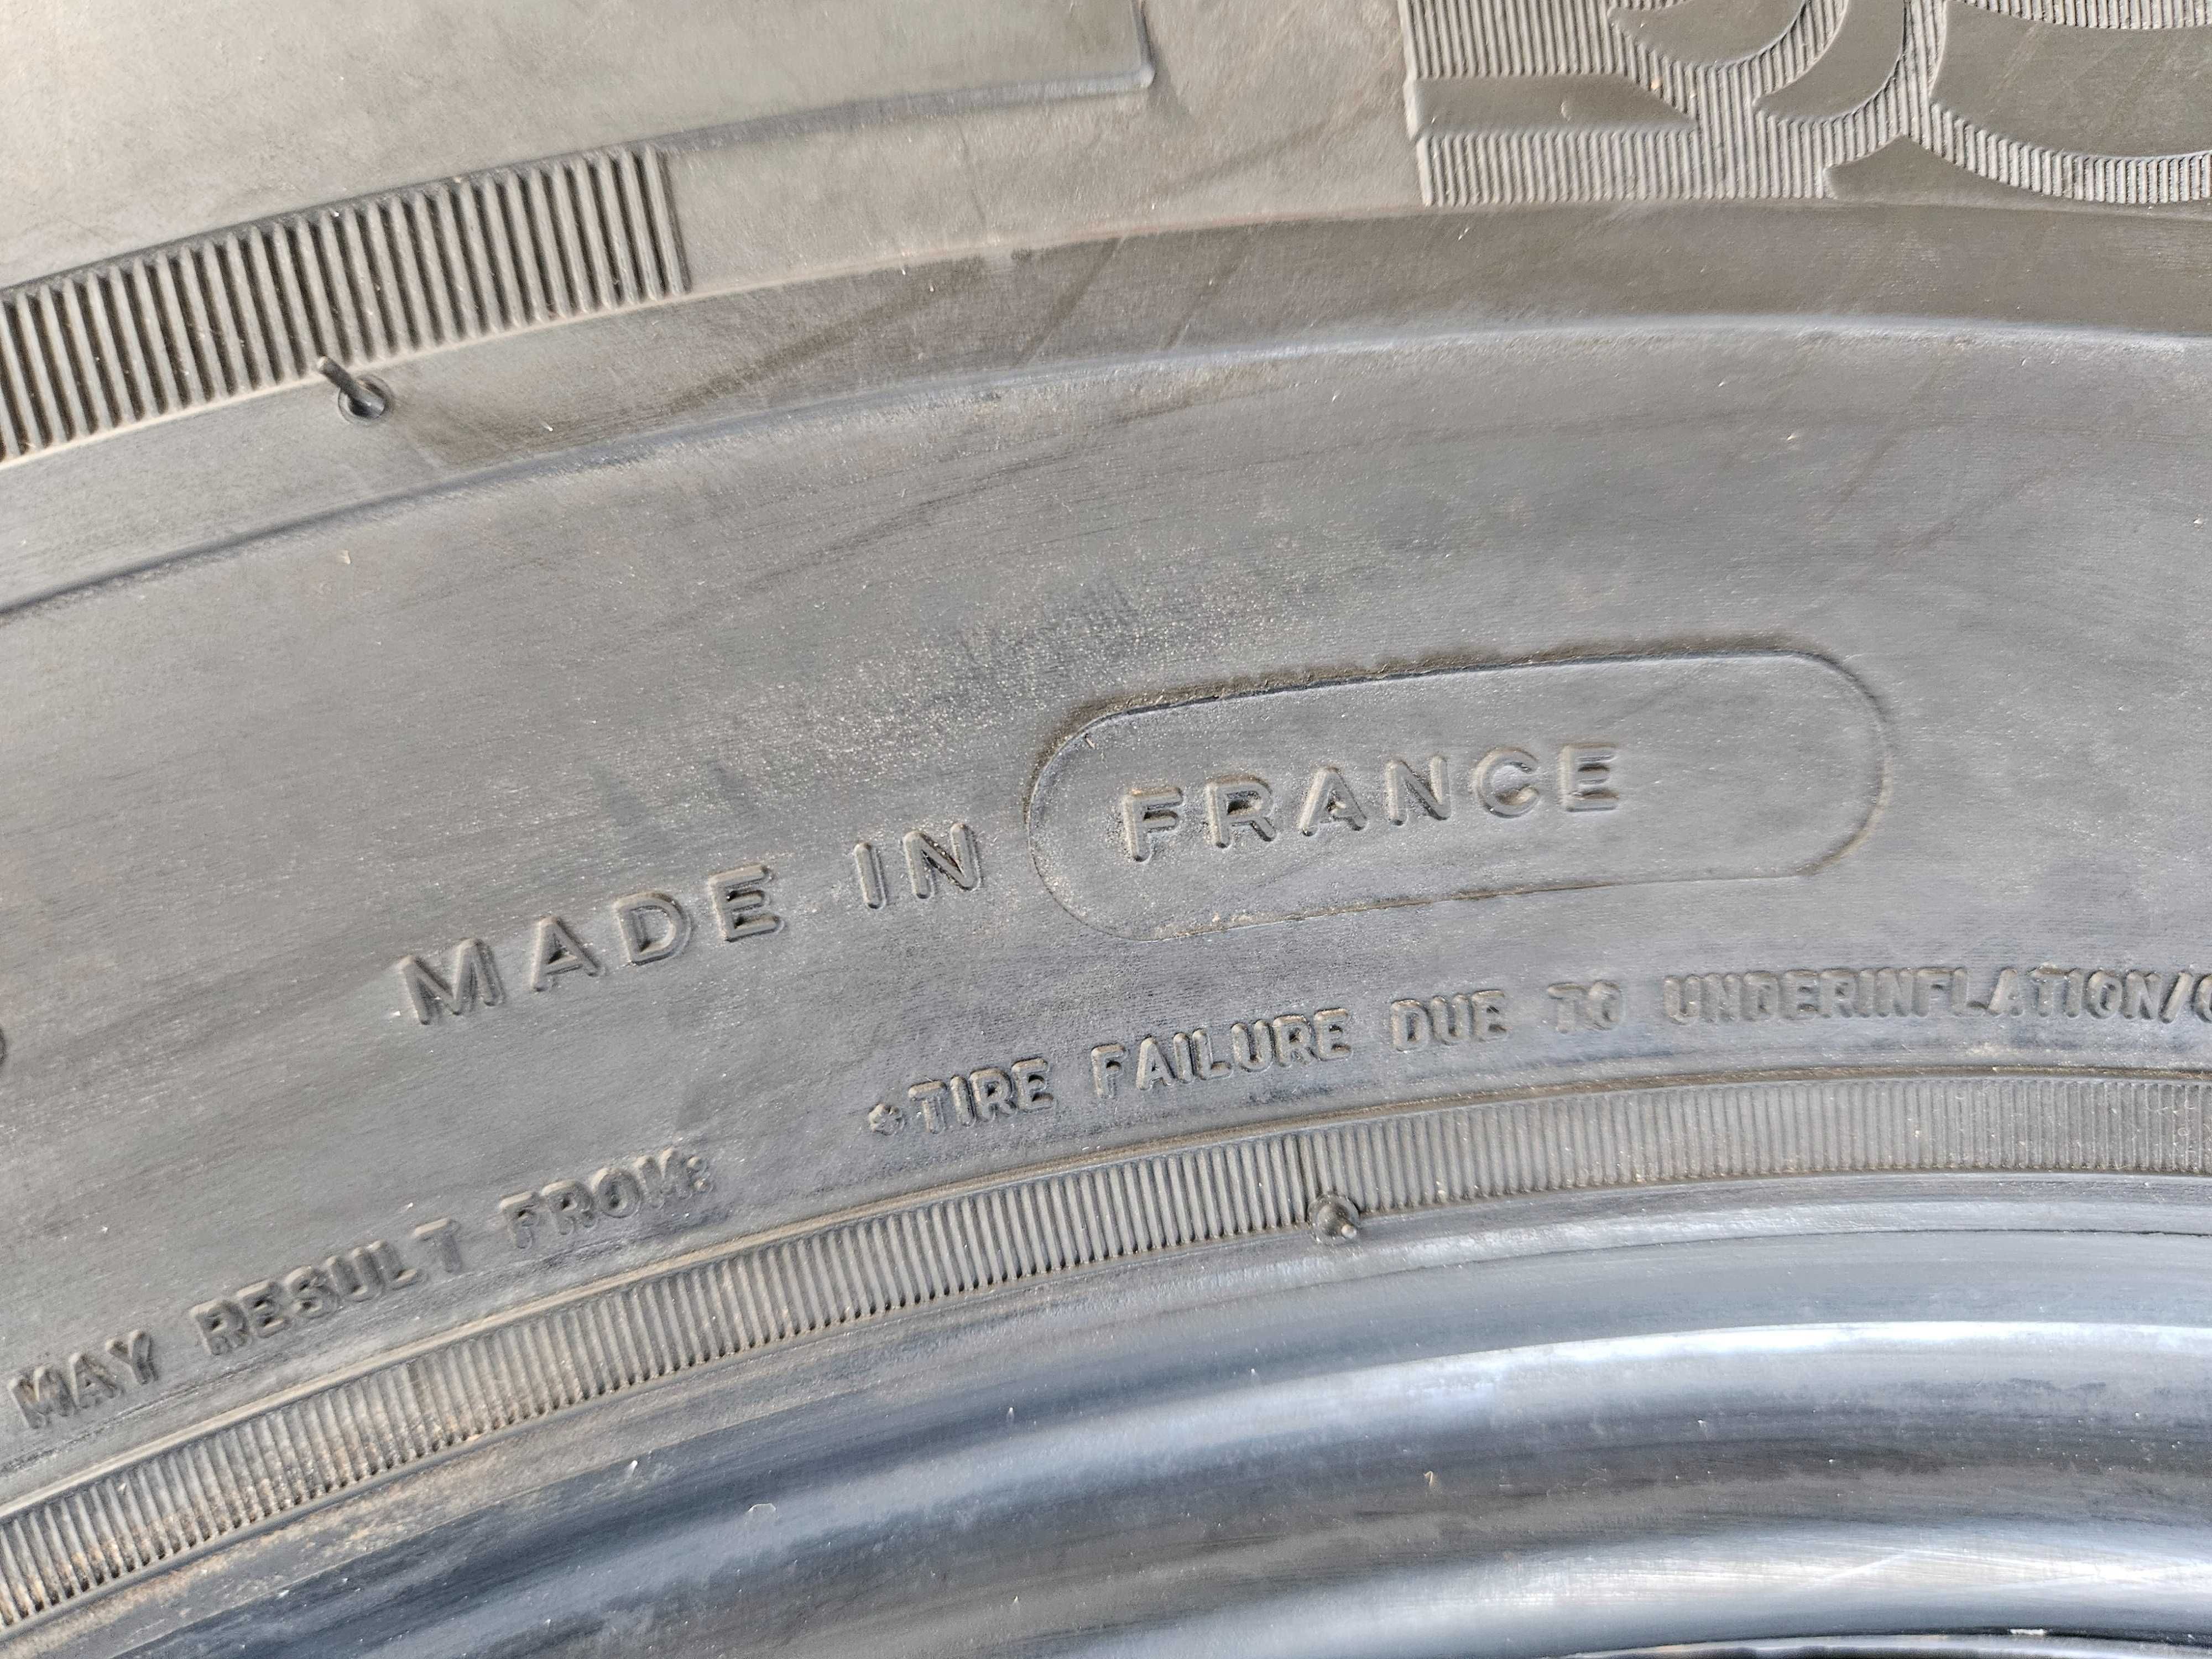 MADE IN FRANCE
MAY RESULT FROM: •TIRE FAILURE DUE TO UNDERINFLATION/